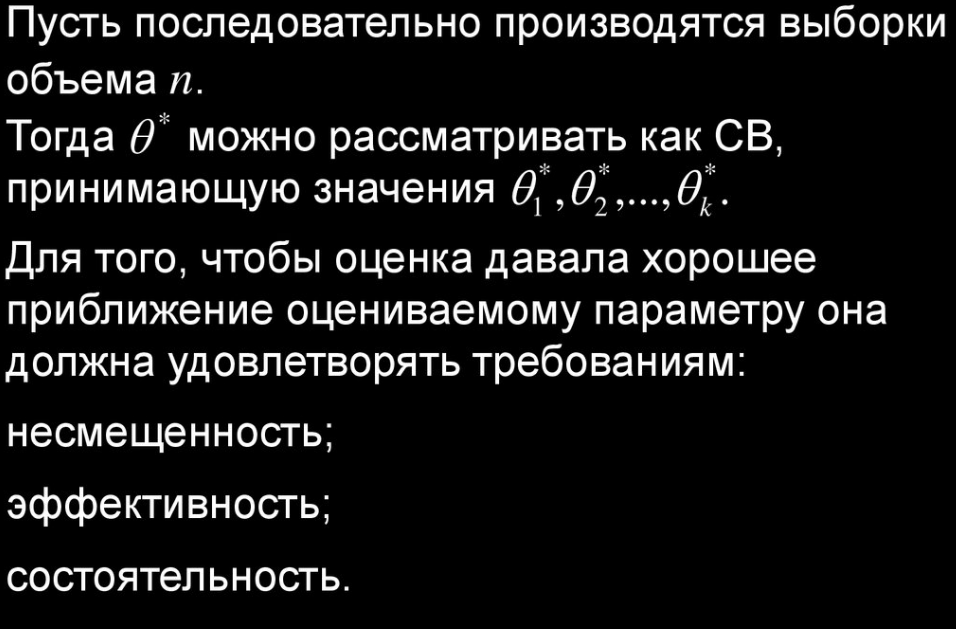 Пусть последовательно производятся выборки
объема n.
Тогда θ* можно рассматривать как СВ,
принимающую значения θ₁*,θ₂*,...,θₖ*.
Для того, чтобы оценка давала хорошее
приближение оцениваемому параметру она
должна удовлетворять требованиям:
несмещенность;
эффективность;
состоятельность.